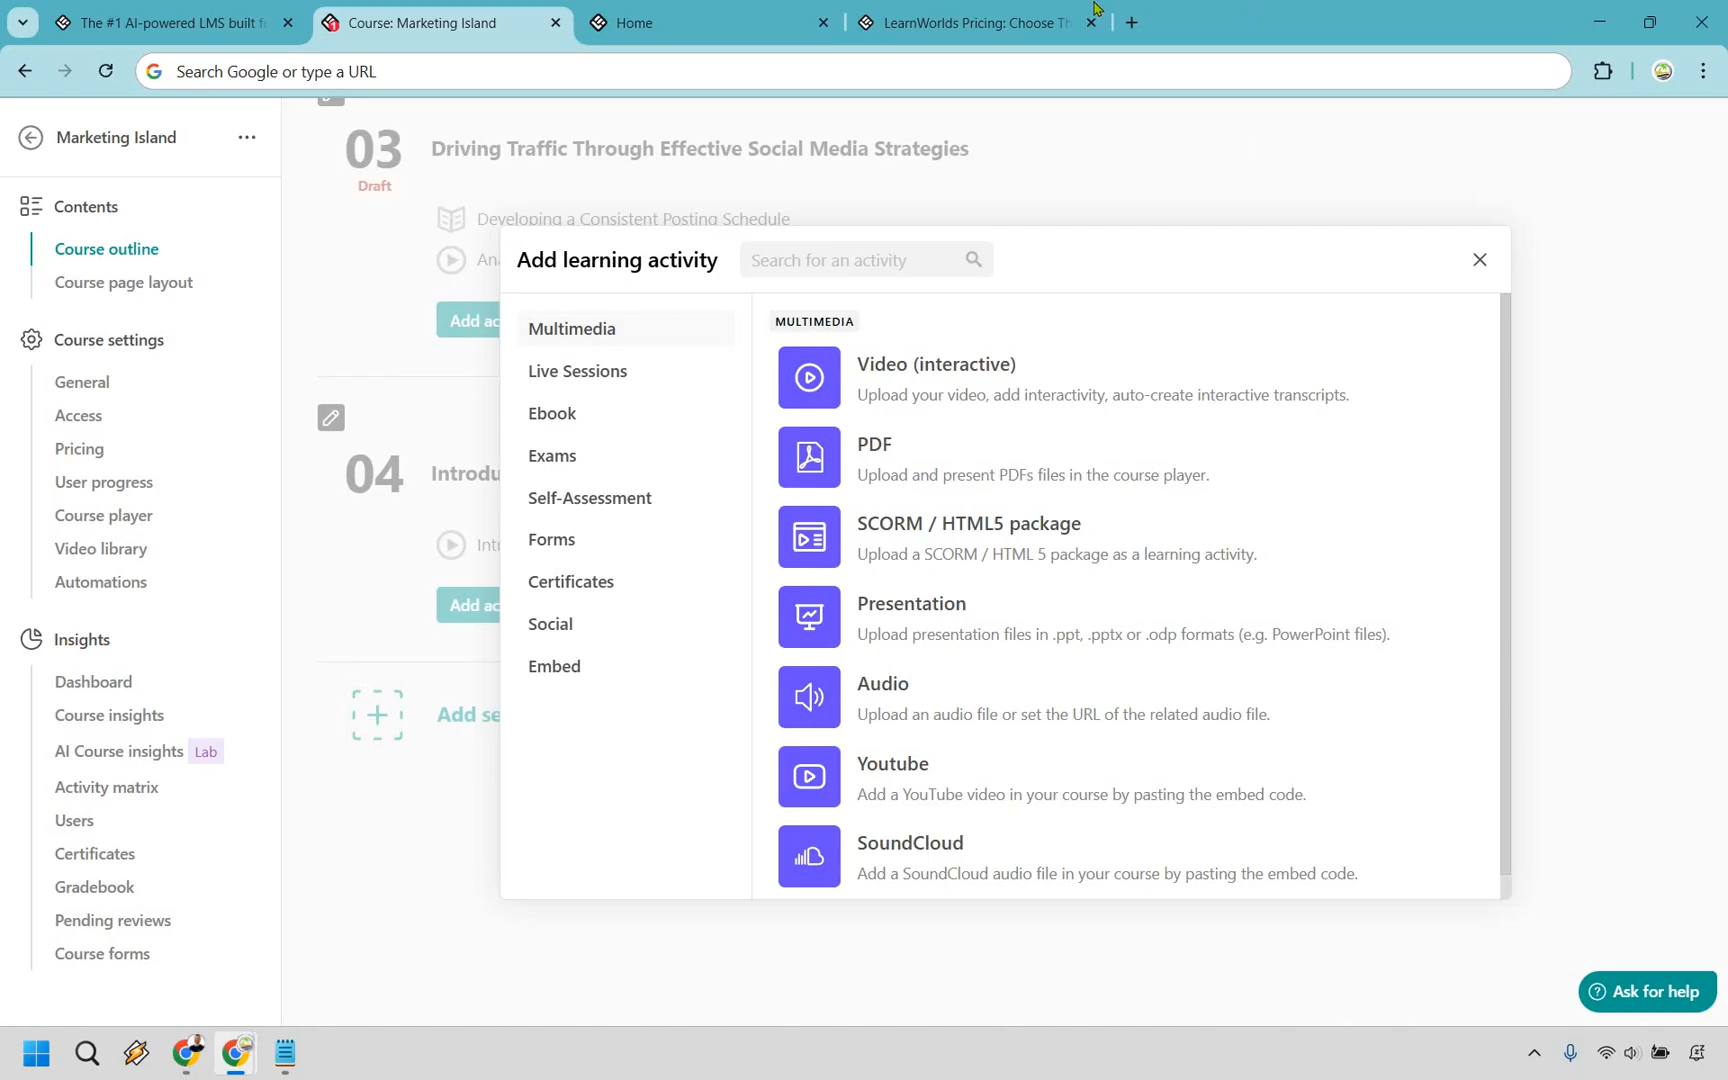 The #1 AI-powered LMS built f
Course: Marketing Island
Home
LearnWorlds Pricing: Choose Th
Search Google or type a URL
Marketing Island
Contents
Course outline
Course page layout
Course settings
General
Access
Pricing
User progress
Course player
Video library
Automations
Insights
Dashboard
Course insights
AI Course insights Lab
Activity matrix
Users
Certificates
Gradebook
Pending reviews
Course forms
03
Draft
Driving Traffic Through Effective Social Media Strategies
Developing a Consistent Posting Schedule
Ana
Add ac
04
Introdu
Int
Add ac
Add se
Add learning activity
Search for an activity
Multimedia
Live Sessions
Ebook
Exams
Self-Assessment
Forms
Certificates
Social
Embed
MULTIMEDIA
Video (interactive)
Upload your video, add interactivity, auto-create interactive transcripts.
PDF
Upload and present PDFs files in the course player.
SCORM / HTML5 package
Upload a SCORM / HTML 5 package as a learning activity.
Presentation
Upload presentation files in .ppt, .pptx or .odp formats (e.g. PowerPoint files).
Audio
Upload an audio file or set the URL of the related audio file.
Youtube
Add a YouTube video in your course by pasting the embed code.
SoundCloud
Add a SoundCloud audio file in your course by pasting the embed code.
Ask for help